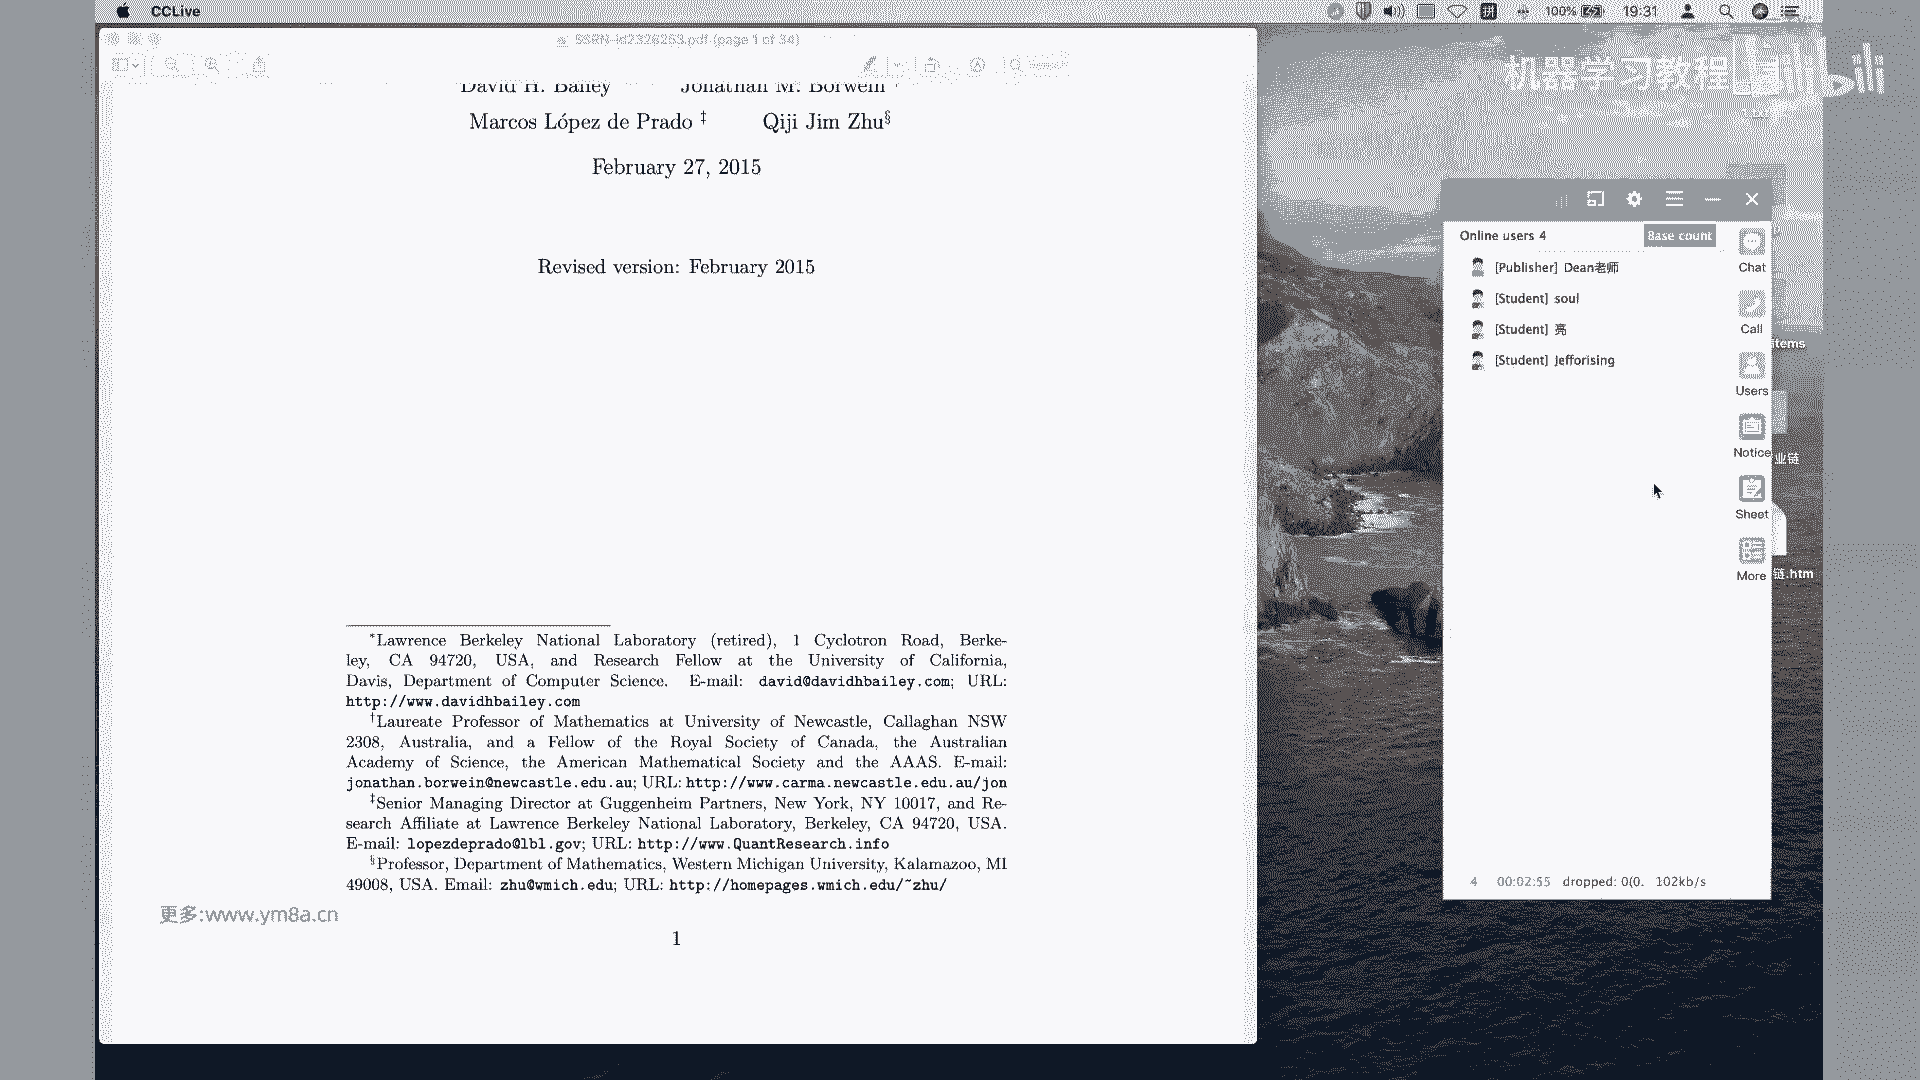 CCLive
100%
19:31
SSRN-id2326253.pdf (page 1 of 34)
David H. Bailey Jonathan M. Borwein †
Marcos López de Prado ‡ Qiji Jim Zhu§
February 27, 2015
Revised version: February 2015
*Lawrence Berkeley National Laboratory (retired), 1 Cyclotron Road, Berke-
ley, CA 94720, USA, and Research Fellow at the University of California,
Davis, Department of Computer Science. E-mail: david@davidhbailey.com; URL:
http://www.davidhbailey.com
†Laureate Professor of Mathematics at University of Newcastle, Callaghan NSW
2308, Australia, and a Fellow of the Royal Society of Canada, the Australian
Academy of Science, the American Mathematical Society and the AAAS. E-mail:
jonathan.borwein@newcastle.edu.au; URL: http://www.carma.newcastle.edu.au/jon
‡Senior Managing Director at Guggenheim Partners, New York, NY 10017, and Re-
search Affiliate at Lawrence Berkeley National Laboratory, Berkeley, CA 94720, USA.
E-mail: lopezdeprado@lbl.gov; URL: http://www.QuantResearch.info
§Professor, Department of Mathematics, Western Michigan University, Kalamazoo, MI
49008, USA. Email: zhu@wmich.edu; URL: http://homepages.wmich.edu/~zhu/
更多:www.ym8a.cn
1
机器学习教程
bilibili
Online users 4
Base count
[Publisher] Dean老师
[Student] soul
[Student] 亮
[Student] Jefforising
Chat
Call
Users
Notice
Sheet
More
4 00:02:55 dropped: 0(0. 102kb/s
items
业链
链.htm